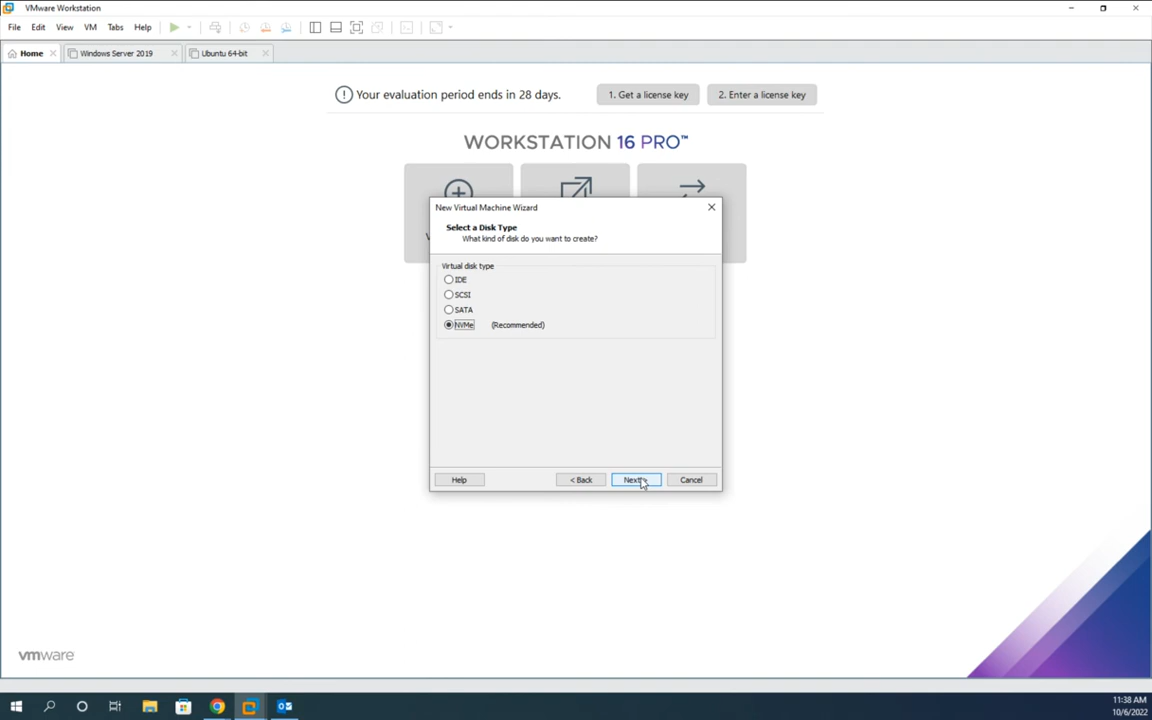 VMware Workstation
File Edit View VM Tabs Help
Home Windows Server 2019 Ubuntu 64-bit
Your evaluation period ends in 28 days. 1. Get a license key 2. Enter a license key
WORKSTATION 16 PRO™
New Virtual Machine Wizard
Select a Disk Type
What kind of disk do you want to create?
Virtual disk type
IDE
SCSI
SATA
NVMe (Recommended)
Help < Back Next > Cancel
vmware
11:38 AM
10/6/2022